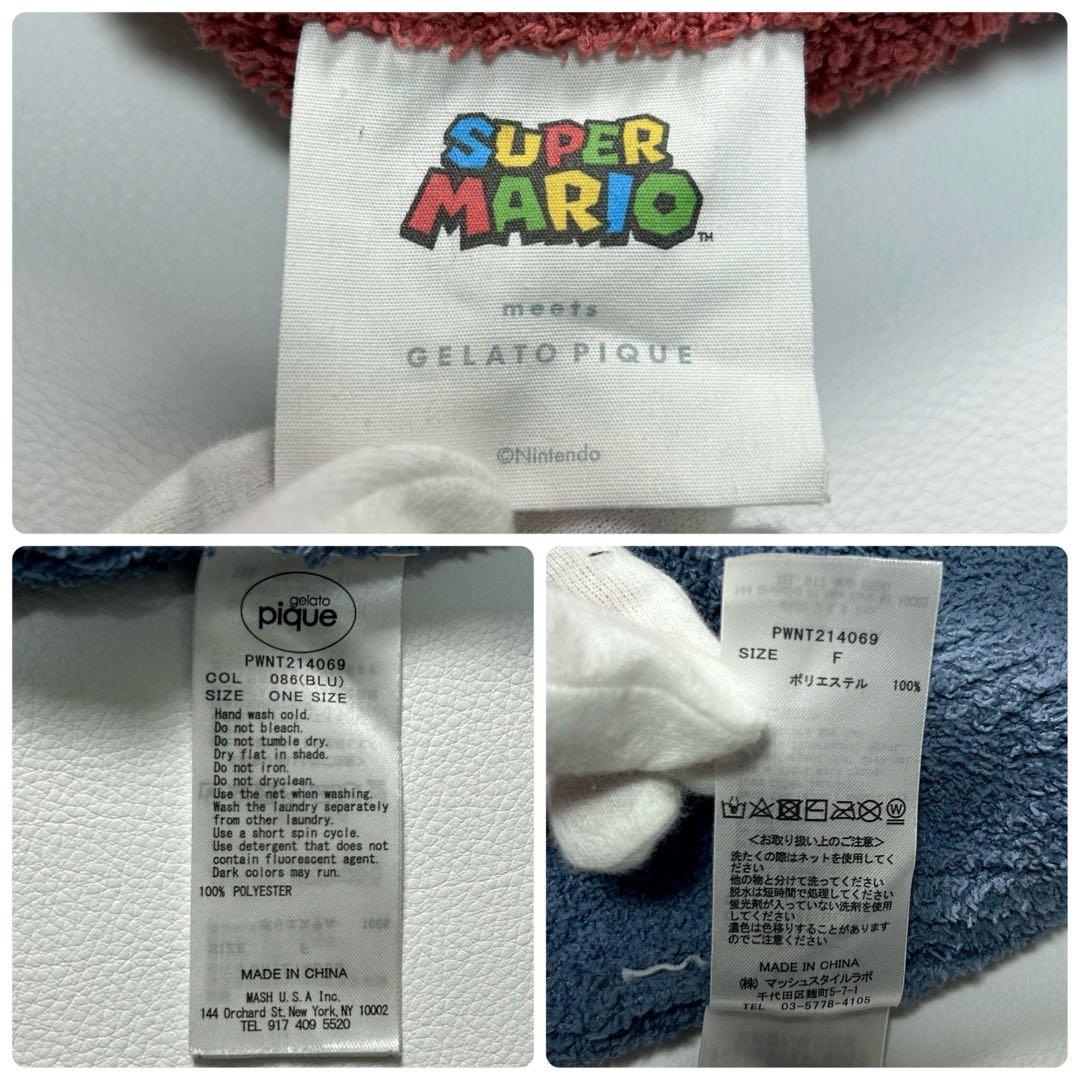 SUPER
MARIO™
meets
GELATO PIQUE
©Nintendo
gelato
pique
PWNT214069
COL 086(BLU)
SIZE ONE SIZE
Hand wash cold.
Do not bleach.
Do not tumble dry.
Dry flat in shade.
Do not iron.
Do not dryclean.
Use the net when washing.
Wash the laundry separately
from other laundry.
Use a short spin cycle.
Use detergent that does not
contain fluorescent agent.
Dark colors may run.
100% POLYESTER
MADE IN CHINA
MASH U.S.A Inc.
144 Orchard St, New York, NY 10002
TEL 917 409 5520
PWNT214069
SIZE F
ポリエステル 100%
<お取り扱い上のご注意>
洗たくの際はネットを使用してく
ださい
他の物と分けて洗ってください
脱水は短時間で処理してください
蛍光剤が入っていない洗剤を使用
してください
濃色は色移りすることがあります
のでご注意ください
MADE IN CHINA
(株) マッシュスタイルラボ
千代田区麹町5-7-1
TEL 03-5778-4105